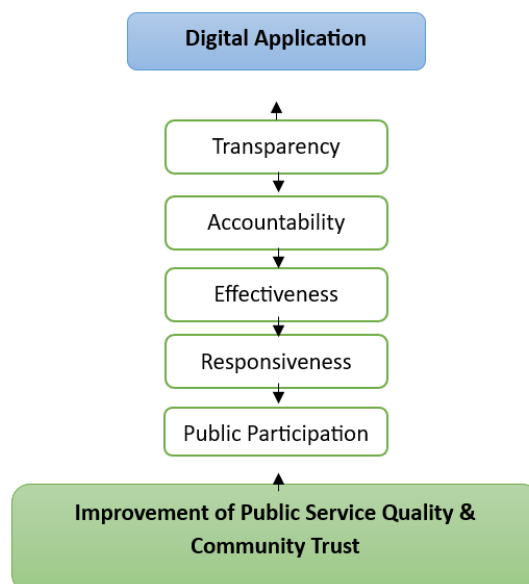 Digital Application
Transparency
Accountability
Effectiveness
Responsiveness
Public Participation
Improvement of Public Service Quality &
Community Trust